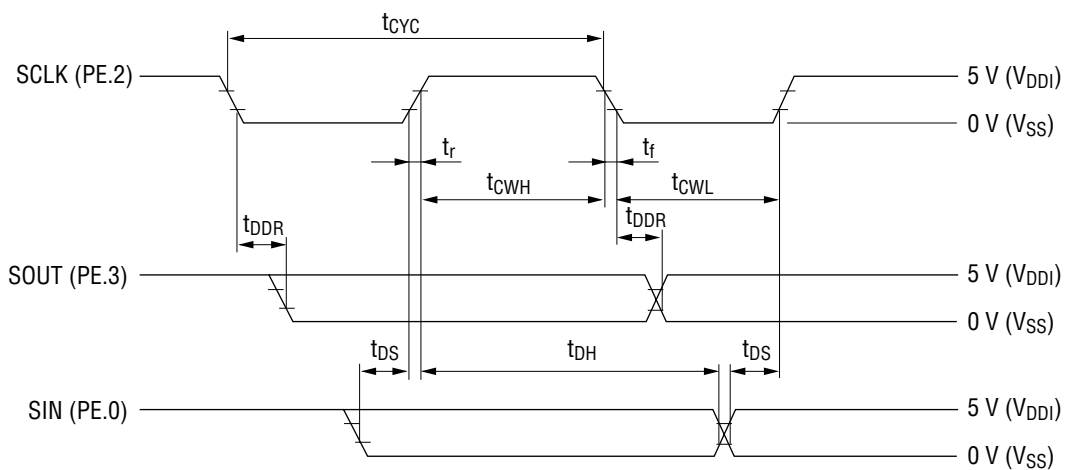 tCYC
SCLK (PE.2)
5 V (VDDI)
0 V (VSS)
tr
tf
tCWH
tCWL
tDDR
tDDR
SOUT (PE.3)
5 V (VDDI)
0 V (VSS)
tDS
tDH
tDS
SIN (PE.0)
5 V (VDDI)
0 V (VSS)